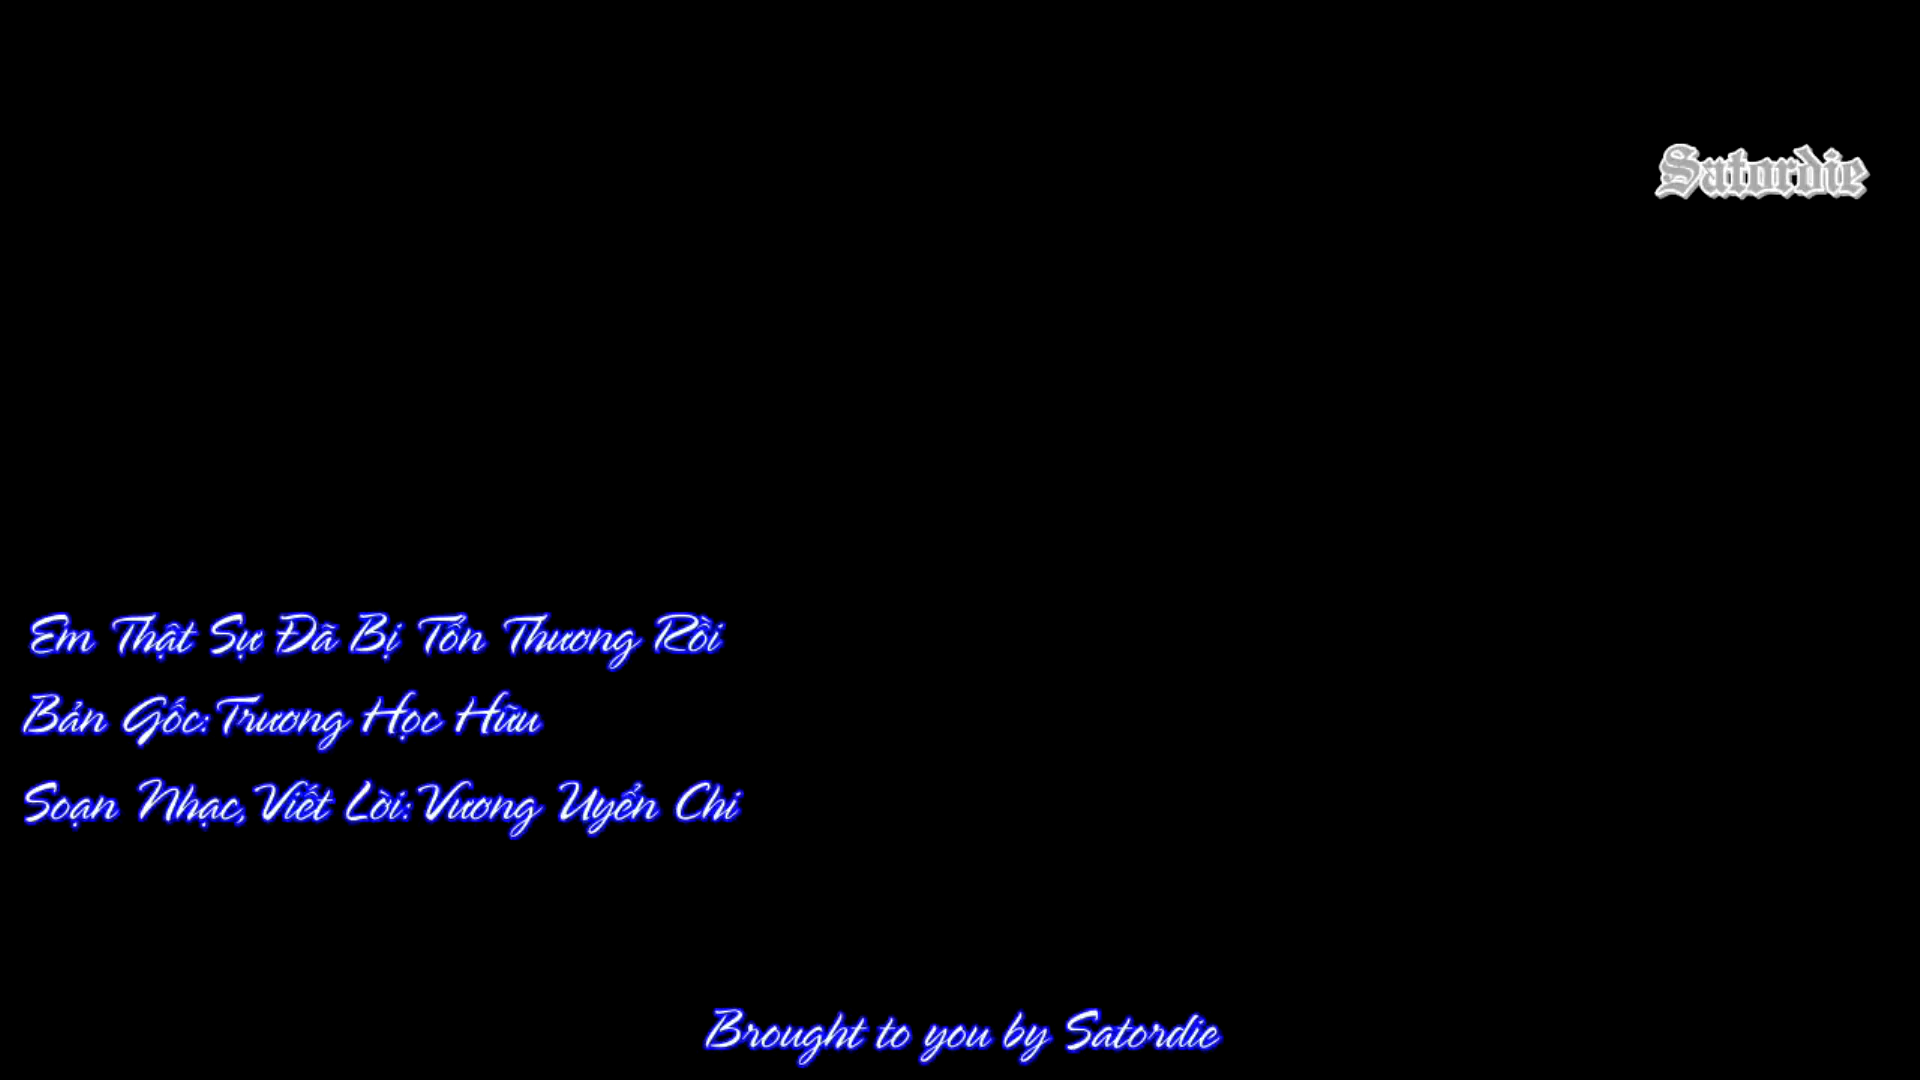 Satordie
Em Thật Sự Đã Bị Tổn Thương Rồi
Bản Gốc: Trương Học Hữu
Soạn Nhạc, Viết Lời: Vương Uyển Chi
Brought to you by Satordie